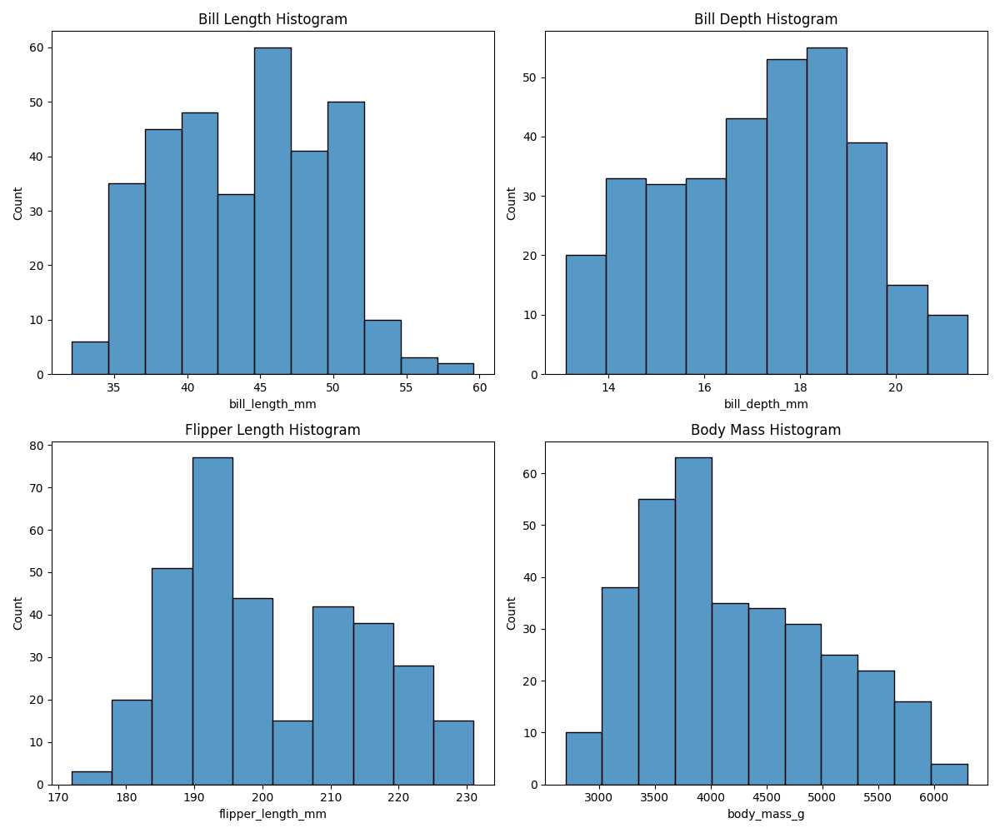 Bill Length Histogram
60
50
40
30
20
10
0
Count
35 40 45 50 55 60
bill_length_mm
Bill Depth Histogram
50
40
30
20
10
0
Count
14 16 18 20
bill_depth_mm
Flipper Length Histogram
80
70
60
50
40
30
20
10
0
Count
170 180 190 200 210 220 230
flipper_length_mm
Body Mass Histogram
60
50
40
30
20
10
0
Count
3000 3500 4000 4500 5000 5500 6000
body_mass_g